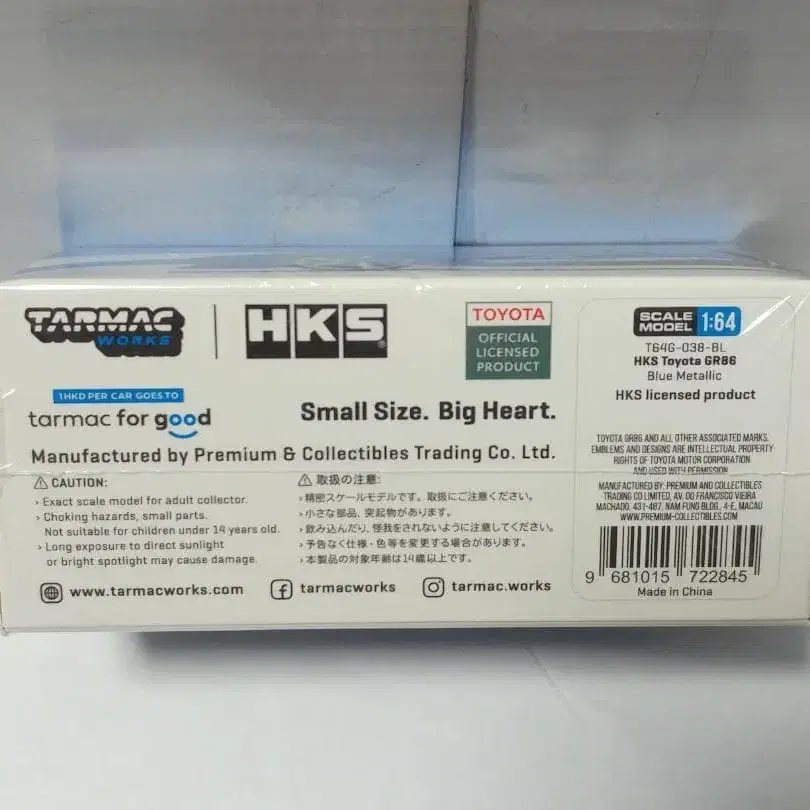 TARMAC
WORKS
HKS
TOYOTA
OFFICIAL
LICENSED
PRODUCT
1HKD PER CAR GOES TO
tarmac for good
Small Size. Big Heart.
Manufactured by Premium & Collectibles Trading Co. Ltd.
CAUTION:
› Exact scale model for adult collector.
› Choking hazards, small parts.
Not suitable for children under 14 years old.
› Long exposure to direct sunlight
or bright spotlight may cause damage.
取扱の注意:
› 精密スケールモデルです。取扱にご注意ください。
› 小さな部品、突起物があります。
› 飲み込んだり、怪我をされないように注意してください。
› 予告なく仕様・色等を変更する場合があります。
› 本製品の対象年齢は14歳以上です。
www.tarmacworks.com
tarmacworks
tarmac.works
SCALE
MODEL 1:64
T64G-038-BL
HKS Toyota GR86
Blue Metallic
HKS licensed product
TOYOTA GR86 AND ALL OTHER ASSOCIATED MARKS,
EMBLEMS AND DESIGNS ARE INTELLECTUAL PROPERTY
RIGHTS OF TOYOTA MOTOR CORPORATION
AND USED WITH PERMISSION
MANUFACTURED BY: PREMIUM AND COLLECTIBLES
TRADING CO LIMITED, AV. DO FRANCISCO VIEIRA
MACHADO, 431-487, NAM FUNG BLDG, 4-E, MACAU
WWW.PREMIUM-COLLECTIBLES.COM
9 681015 722845
Made in China